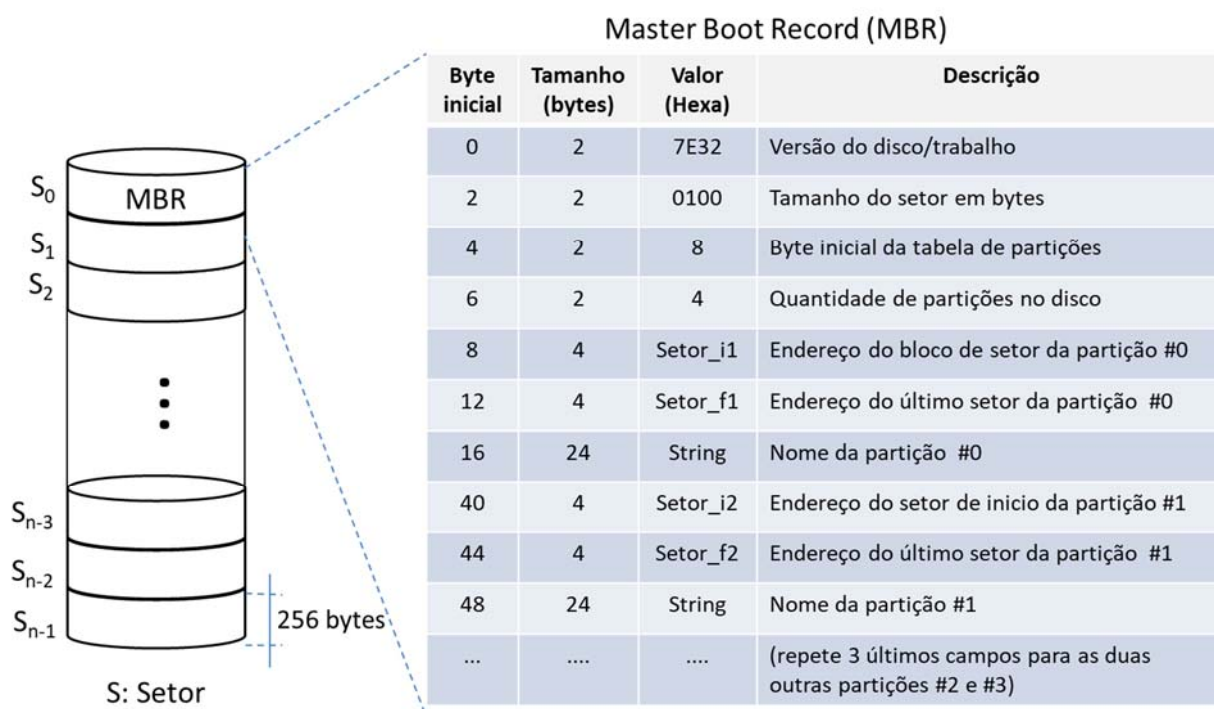 Master Boot Record (MBR)
Byte inicial Tamanho (bytes) Valor (Hexa) Descrição
0 2 7E32 Versão do disco/trabalho
2 2 0100 Tamanho do setor em bytes
4 2 8 Byte inicial da tabela de partições
6 2 4 Quantidade de partições no disco
8 4 Setor_i1 Endereço do bloco de setor da partição #0
12 4 Setor_f1 Endereço do último setor da partição #0
16 24 String Nome da partição #0
40 4 Setor_i2 Endereço do setor de inicio da partição #1
44 4 Setor_f2 Endereço do último setor da partição #1
48 24 String Nome da partição #1
... .... .... (repete 3 últimos campos para as duas
outras partições #2 e #3)
S0 MBR
S1
S2
Sn-3
Sn-2
Sn-1
256 bytes
S: Setor